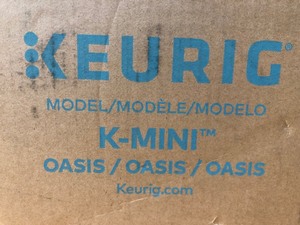 KEURIG®
MODEL/MODÈLE/MODELO
K-MINI™
OASIS / OASIS / OASIS
Keurig.com